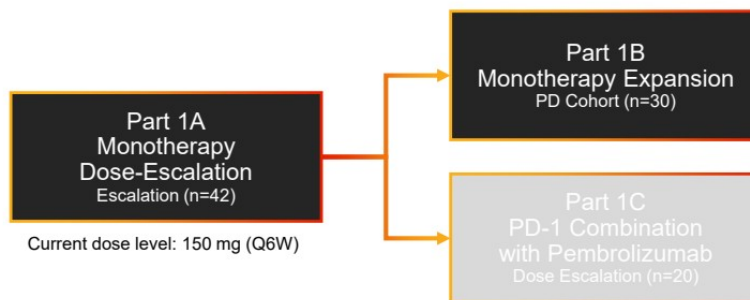 Part 1A
Monotherapy
Dose-Escalation
Escalation (n=42)
Current dose level: 150 mg (Q6W)
Part 1B
Monotherapy Expansion
PD Cohort (n=30)
Part 1C
PD-1 Combination
with Pembrolizumab
Dose Escalation (n=20)